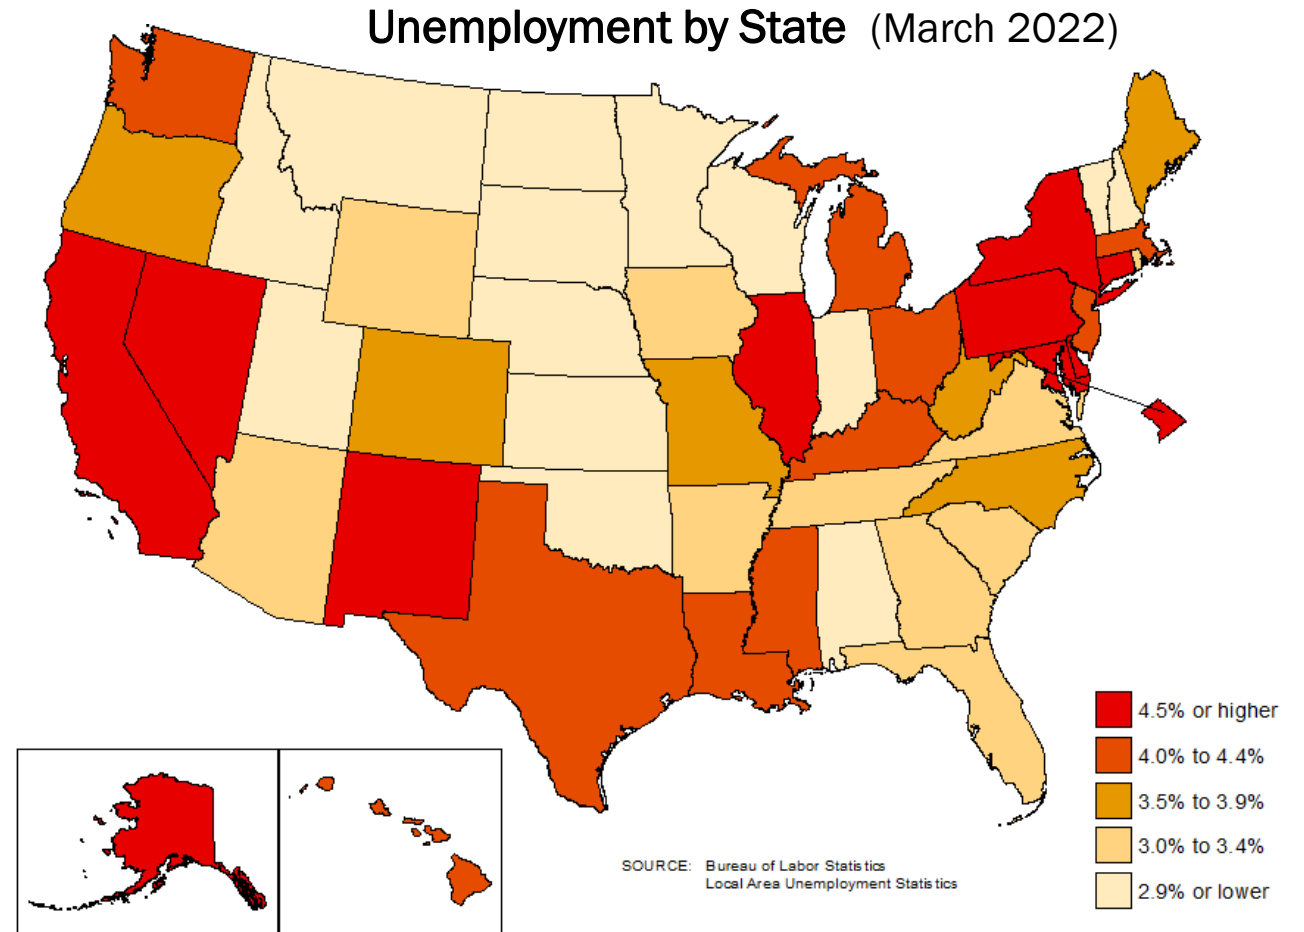 Unemployment by State (March 2022)
4.5% or higher
4.0% to 4.4%
3.5% to 3.9%
3.0% to 3.4%
2.9% or lower
SOURCE: Bureau of Labor Statistics
Local Area Unemployment Statistics